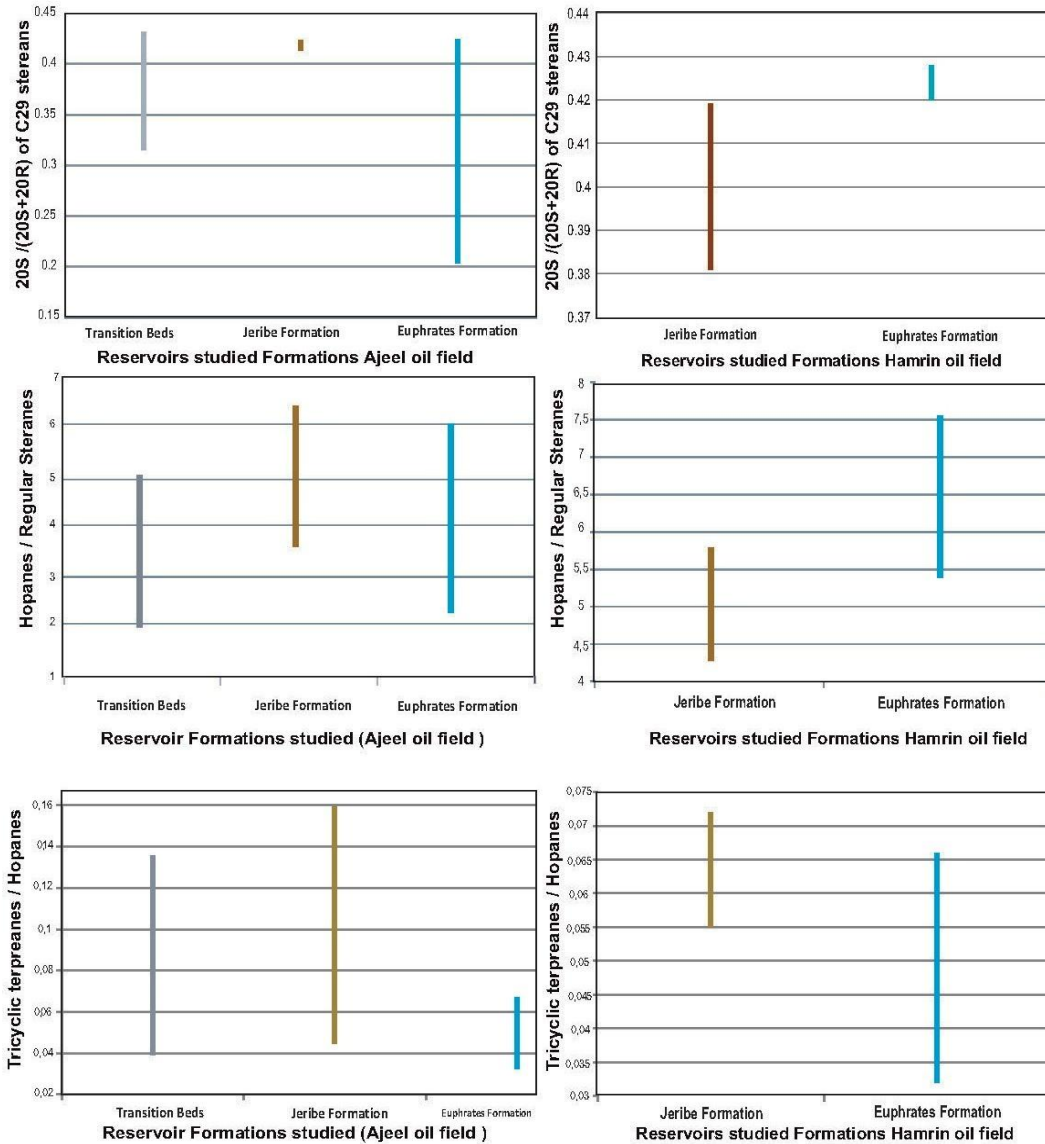 20S /(20S+20R) of C29 stereans
0.45
0.4
0.35
0.3
0.25
0.2
0.15
Transition Beds Jeribe Formation Euphrates Formation
Reservoirs studied Formations Ajeel oil field
20S /(20S+20R) of C29 stereans
0.44
0.43
0.42
0.41
0.4
0.39
0.38
0.37
Jeribe Formation Euphrates Formation
Reservoirs studied Formations Hamrin oil field
Hopanes / Regular Steranes
7
6
5
4
3
2
1
Transition Beds Jeribe Formation Euphrates Formation
Reservoir Formations studied (Ajeel oil field )
Hopanes / Regular Steranes
8
7,5
7
6,5
6
5,5
5
4,5
4
Jeribe Formation Euphrates Formation
Reservoirs studied Formations Hamrin oil field
Tricyclic terpreanes / Hopanes
0,16
0,14
0,12
0,1
0,08
0,06
0,04
0,02
Transition Beds Jeribe Formation Euphrates Formation
Reservoir Formations studied (Ajeel oil field )
Tricyclic terpreanes / Hopanes
0,075
0,07
0,065
0,06
0,055
0,05
0,045
0,04
0,035
0,03
Jeribe Formation Euphrates Formation
Reservoirs studied Formations Hamrin oil field